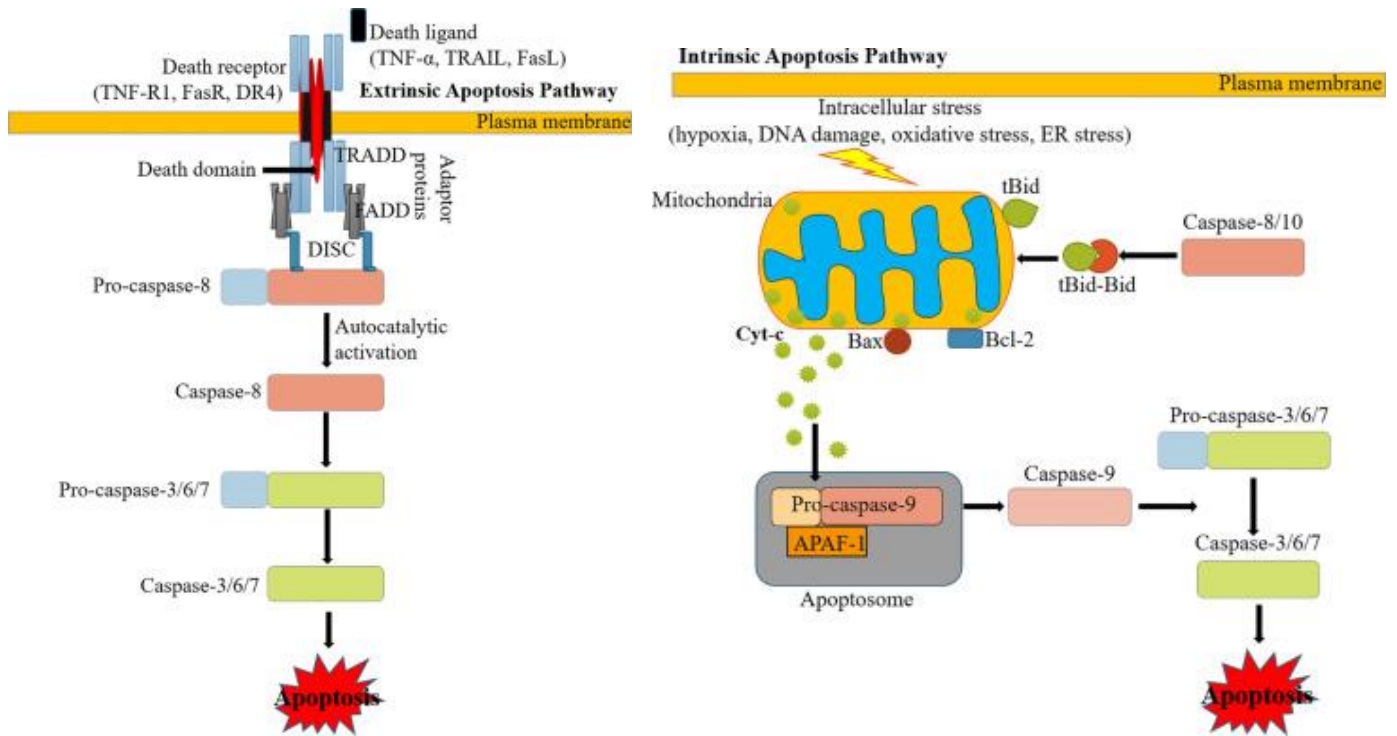 Death ligand
(TNF-α, TRAIL, FasL)
Death receptor
(TNF-R1, FasR, DR4)
Extrinsic Apoptosis Pathway
Plasma membrane
Death domain
TRADD
FADD
Adaptor
proteins
DISC
Pro-caspase-8
Autocatalytic
activation
Caspase-8
Pro-caspase-3/6/7
Caspase-3/6/7
Apoptosis
Intrinsic Apoptosis Pathway
Plasma membrane
Intracellular stress
(hypoxia, DNA damage, oxidative stress, ER stress)
Mitochondria
tBid
Caspase-8/10
tBid-Bid
Cyt-c
Bax
Bcl-2
Pro-caspase-3/6/7
Caspase-9
Pro-caspase-9
APAF-1
Caspase-3/6/7
Apoptosome
Apoptosis